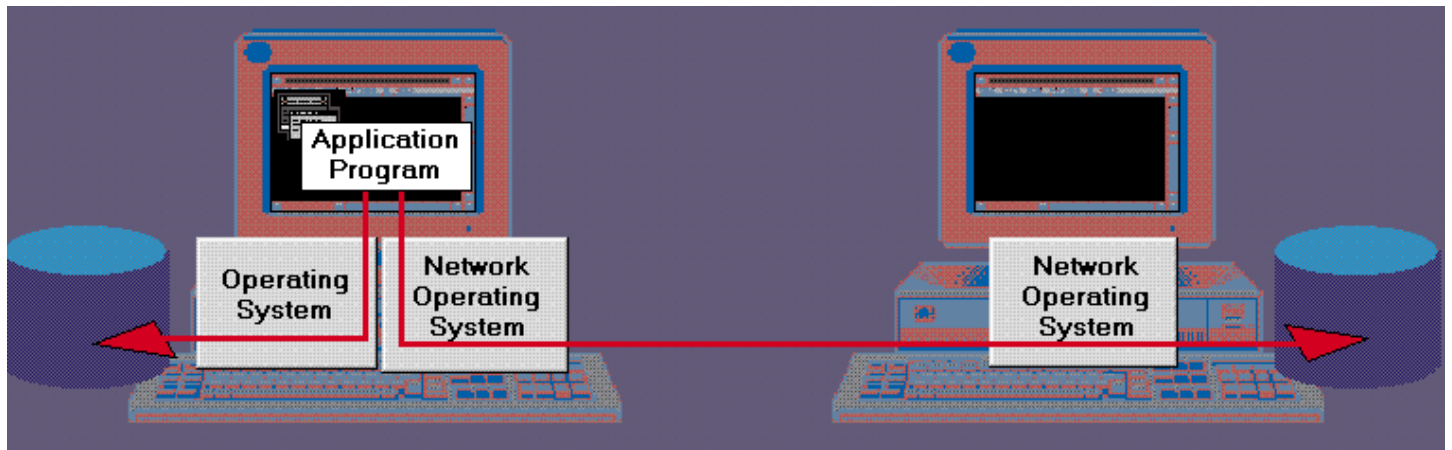 Application
Program
Operating
System
Network
Operating
System
Network
Operating
System